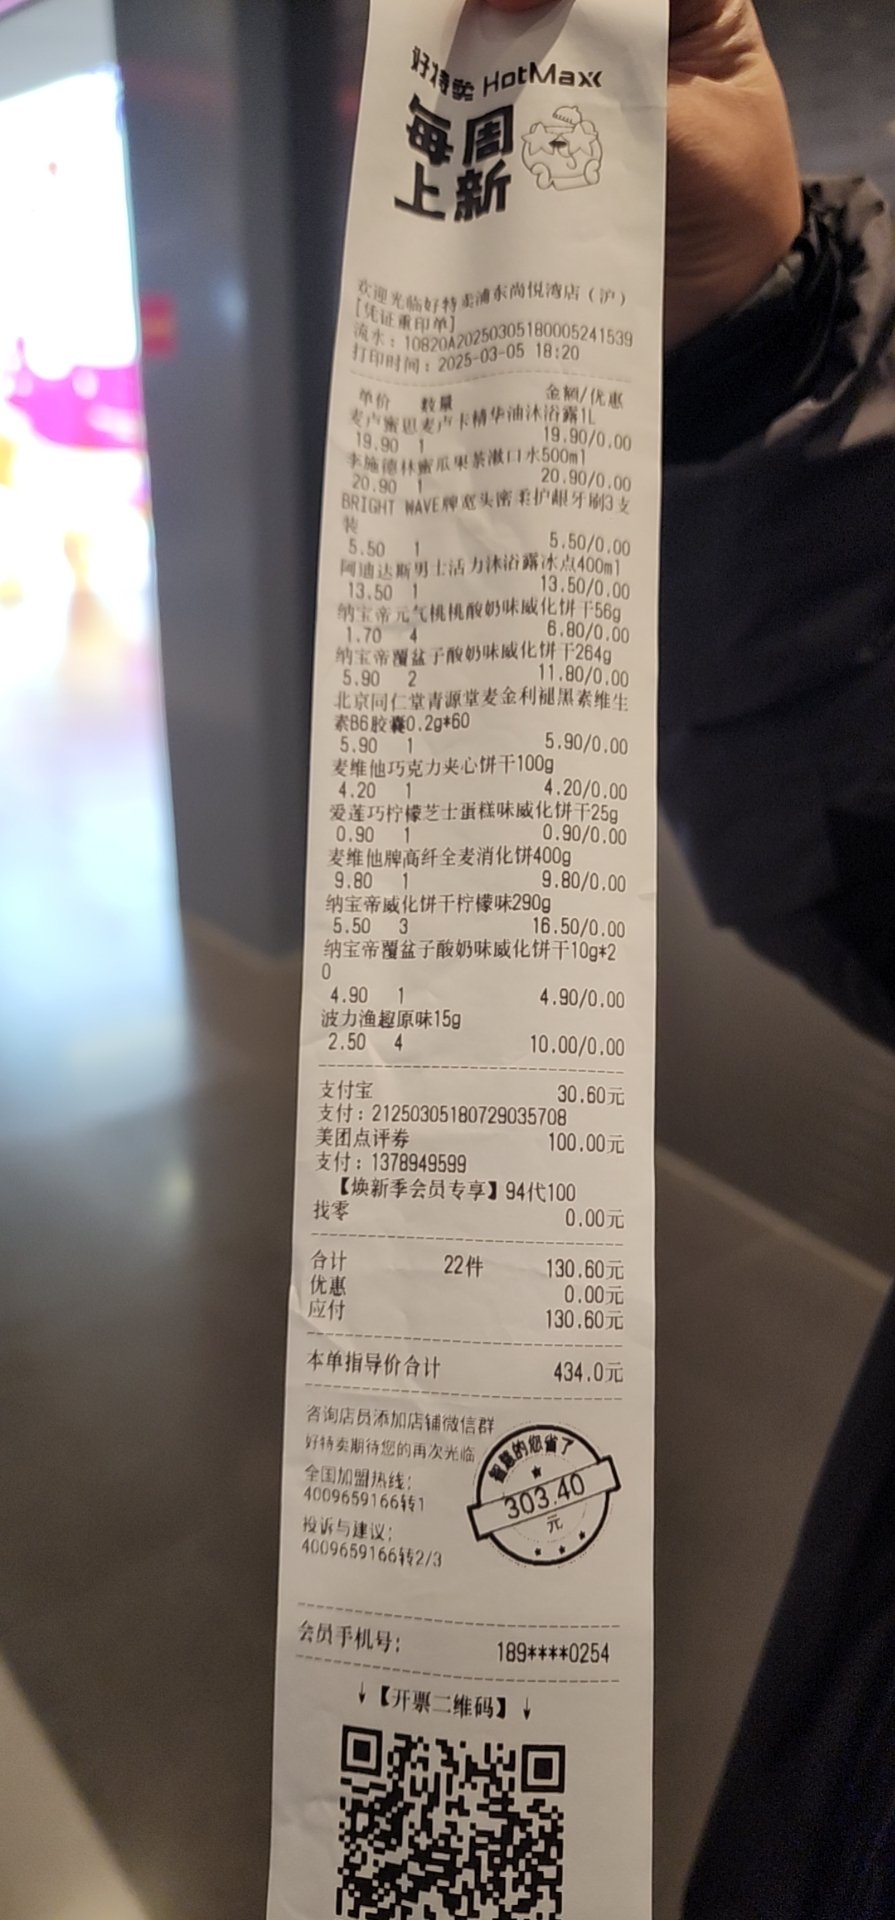 好特卖 HotMaxx
每周
上新
欢迎光临好特卖浦东尚悦湾店（沪）
[凭证重印单]
流水：10820A20250305180005241539
打印时间：2025-03-05 18:20
单价 数量 金额/优惠
麦卢蜜思麦卢卡精华油沐浴露1L
19.90 1 19.90/0.00
李施德林蜜瓜果茶漱口水500ml
20.90 1 20.90/0.00
BRIGHT WAVE牌宽头密柔护龈牙刷3支
装
5.50 1 5.50/0.00
阿迪达斯男士活力沐浴露冰点400ml
13.50 1 13.50/0.00
纳宝帝元气桃桃酸奶味威化饼干56g
1.70 4 6.80/0.00
纳宝帝覆盆子酸奶味威化饼干264g
5.90 2 11.80/0.00
北京同仁堂青源堂麦金利褪黑素维生
素B6胶囊0.2g*60
5.90 1 5.90/0.00
麦维他巧克力夹心饼干100g
4.20 1 4.20/0.00
爱莲巧柠檬芝士蛋糕味威化饼干25g
0.90 1 0.90/0.00
麦维他牌高纤全麦消化饼400g
9.80 1 9.80/0.00
纳宝帝威化饼干柠檬味290g
5.50 3 16.50/0.00
纳宝帝覆盆子酸奶味威化饼干10g*2
0
4.90 1 4.90/0.00
波力渔趣原味15g
2.50 4 10.00/0.00
支付宝 30.60元
支付：21250305180729035708
美团点评券 100.00元
支付：1378949599
【焕新季会员专享】94代100
找零 0.00元
合计 22件 130.60元
优惠 0.00元
应付 130.60元
本单指导价合计 434.0元
咨询店员添加店铺微信群
好特卖期待您的再次光临
全国加盟热线：
4009659166转1
投诉与建议：
4009659166转2/3
智慧的您省了
303.40
元
会员手机号： 189****0254
↓【开票二维码】↓